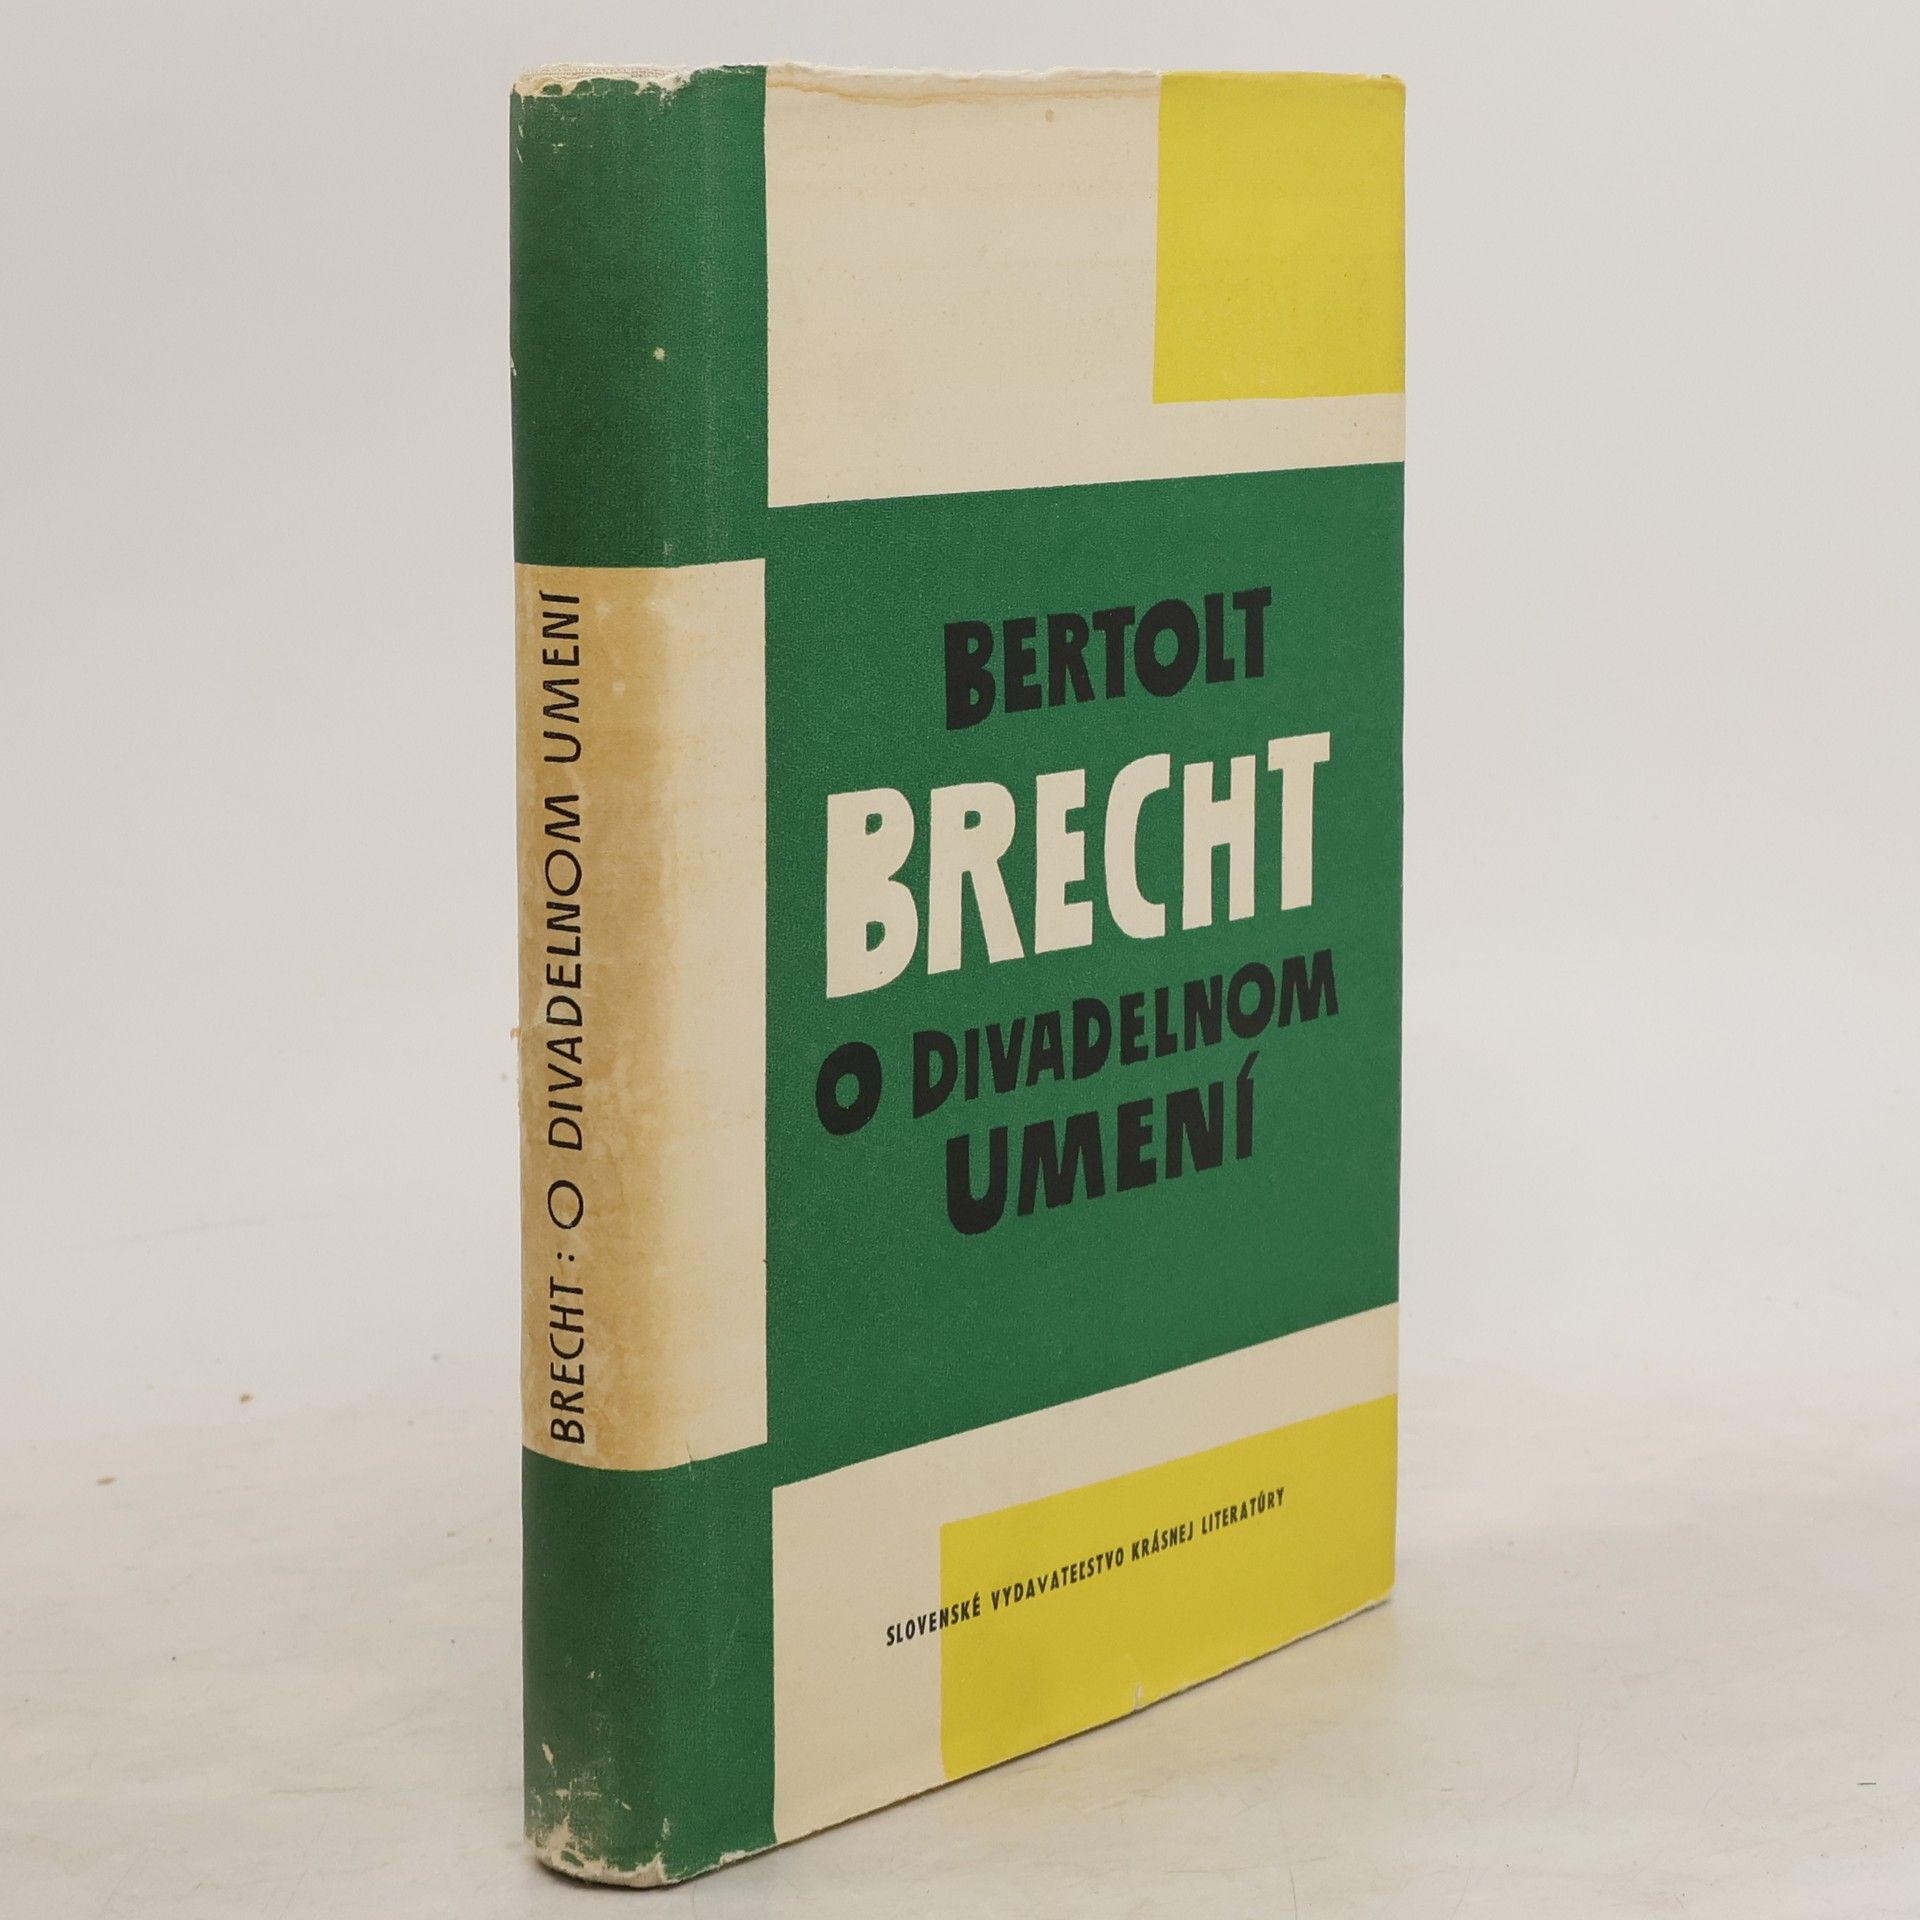 BRECHT: O DIVADELNOM UMENÍ
BERTOLT
BRECHT
O DIVADELNOM
UMENÍ
SLOVENSKÉ VYDAVATEĽSTVO KRÁSNEJ LITERATÚRY